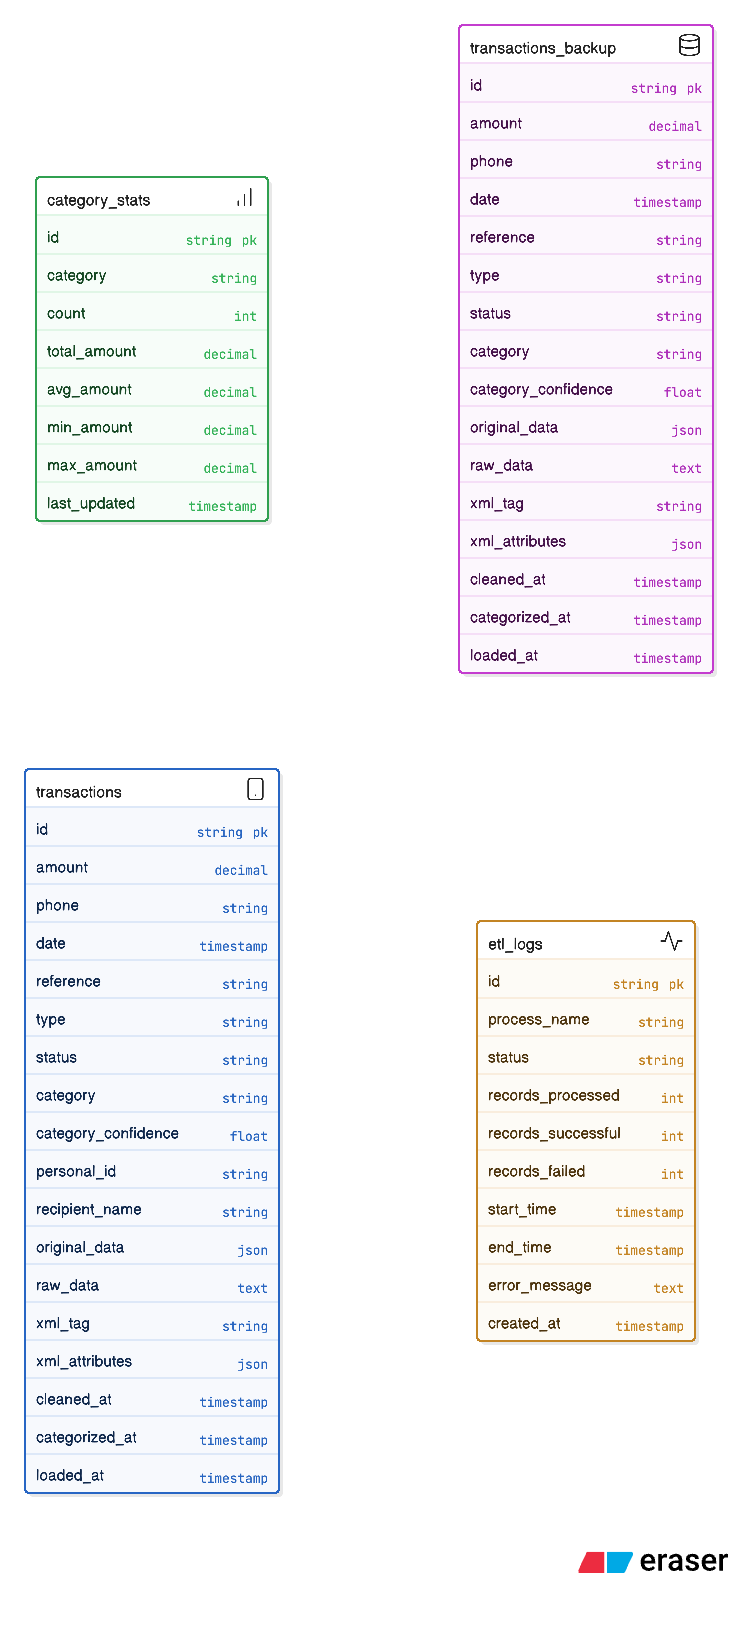 transactions_backup
id string pk
amount decimal
phone string
date timestamp
reference string
type string
status string
category string
category_confidence float
original_data json
raw_data text
xml_tag string
xml_attributes json
cleaned_at timestamp
categorized_at timestamp
loaded_at timestamp
category_stats
id string pk
category string
count int
total_amount decimal
avg_amount decimal
min_amount decimal
max_amount decimal
last_updated timestamp
transactions
id string pk
amount decimal
phone string
date timestamp
reference string
type string
status string
category string
category_confidence float
personal_id string
recipient_name string
original_data json
raw_data text
xml_tag string
xml_attributes json
cleaned_at timestamp
categorized_at timestamp
loaded_at timestamp
etl_logs
id string pk
process_name string
status string
records_processed int
records_successful int
records_failed int
start_time timestamp
end_time timestamp
error_message text
created_at timestamp
eraser